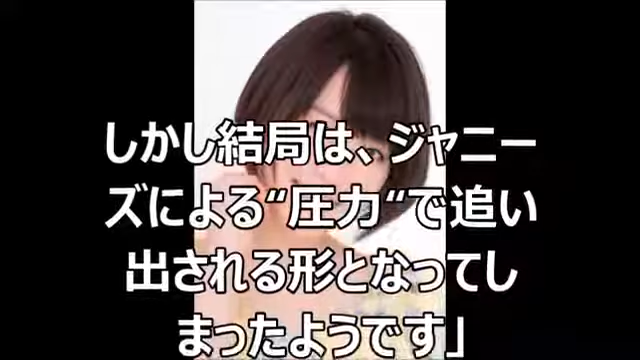 しかし結局は、ジャニー
ズによる“圧力“で追い
出される形となってし
まったようです」